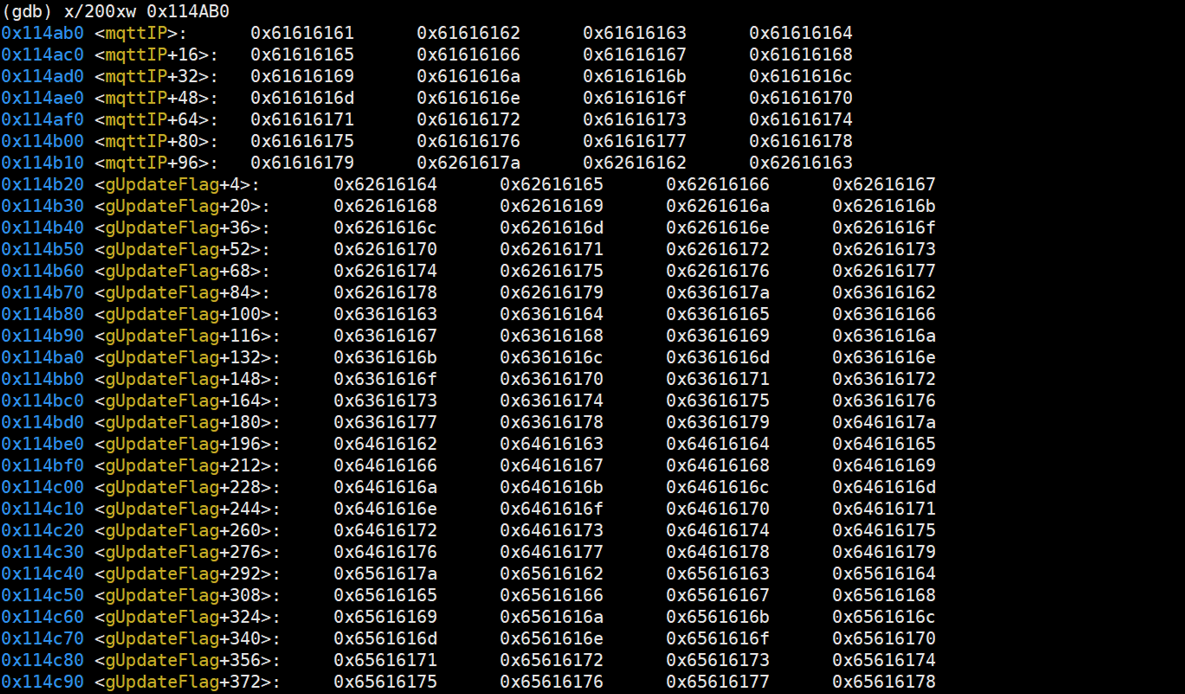 (gdb) x/200xw 0x114AB0
0x114ab0 <mqttIP>: 0x61616161 0x61616162 0x61616163 0x61616164
0x114ac0 <mqttIP+16>: 0x61616165 0x61616166 0x61616167 0x61616168
0x114ad0 <mqttIP+32>: 0x61616169 0x6161616a 0x6161616b 0x6161616c
0x114ae0 <mqttIP+48>: 0x6161616d 0x6161616e 0x6161616f 0x61616170
0x114af0 <mqttIP+64>: 0x61616171 0x61616172 0x61616173 0x61616174
0x114b00 <mqttIP+80>: 0x61616175 0x61616176 0x61616177 0x61616178
0x114b10 <mqttIP+96>: 0x61616179 0x6261617a 0x62616162 0x62616163
0x114b20 <gUpdateFlag+4>: 0x62616164 0x62616165 0x62616166 0x62616167
0x114b30 <gUpdateFlag+20>: 0x62616168 0x62616169 0x6261616a 0x6261616b
0x114b40 <gUpdateFlag+36>: 0x6261616c 0x6261616d 0x6261616e 0x6261616f
0x114b50 <gUpdateFlag+52>: 0x62616170 0x62616171 0x62616172 0x62616173
0x114b60 <gUpdateFlag+68>: 0x62616174 0x62616175 0x62616176 0x62616177
0x114b70 <gUpdateFlag+84>: 0x62616178 0x62616179 0x6361617a 0x63616162
0x114b80 <gUpdateFlag+100>: 0x63616163 0x63616164 0x63616165 0x63616166
0x114b90 <gUpdateFlag+116>: 0x63616167 0x63616168 0x63616169 0x6361616a
0x114ba0 <gUpdateFlag+132>: 0x6361616b 0x6361616c 0x6361616d 0x6361616e
0x114bb0 <gUpdateFlag+148>: 0x6361616f 0x63616170 0x63616171 0x63616172
0x114bc0 <gUpdateFlag+164>: 0x63616173 0x63616174 0x63616175 0x63616176
0x114bd0 <gUpdateFlag+180>: 0x63616177 0x63616178 0x63616179 0x6461617a
0x114be0 <gUpdateFlag+196>: 0x64616162 0x64616163 0x64616164 0x64616165
0x114bf0 <gUpdateFlag+212>: 0x64616166 0x64616167 0x64616168 0x64616169
0x114c00 <gUpdateFlag+228>: 0x6461616a 0x6461616b 0x6461616c 0x6461616d
0x114c10 <gUpdateFlag+244>: 0x6461616e 0x6461616f 0x64616170 0x64616171
0x114c20 <gUpdateFlag+260>: 0x64616172 0x64616173 0x64616174 0x64616175
0x114c30 <gUpdateFlag+276>: 0x64616176 0x64616177 0x64616178 0x64616179
0x114c40 <gUpdateFlag+292>: 0x6561617a 0x65616162 0x65616163 0x65616164
0x114c50 <gUpdateFlag+308>: 0x65616165 0x65616166 0x65616167 0x65616168
0x114c60 <gUpdateFlag+324>: 0x65616169 0x6561616a 0x6561616b 0x6561616c
0x114c70 <gUpdateFlag+340>: 0x6561616d 0x6561616e 0x6561616f 0x65616170
0x114c80 <gUpdateFlag+356>: 0x65616171 0x65616172 0x65616173 0x65616174
0x114c90 <gUpdateFlag+372>: 0x65616175 0x65616176 0x65616177 0x65616178